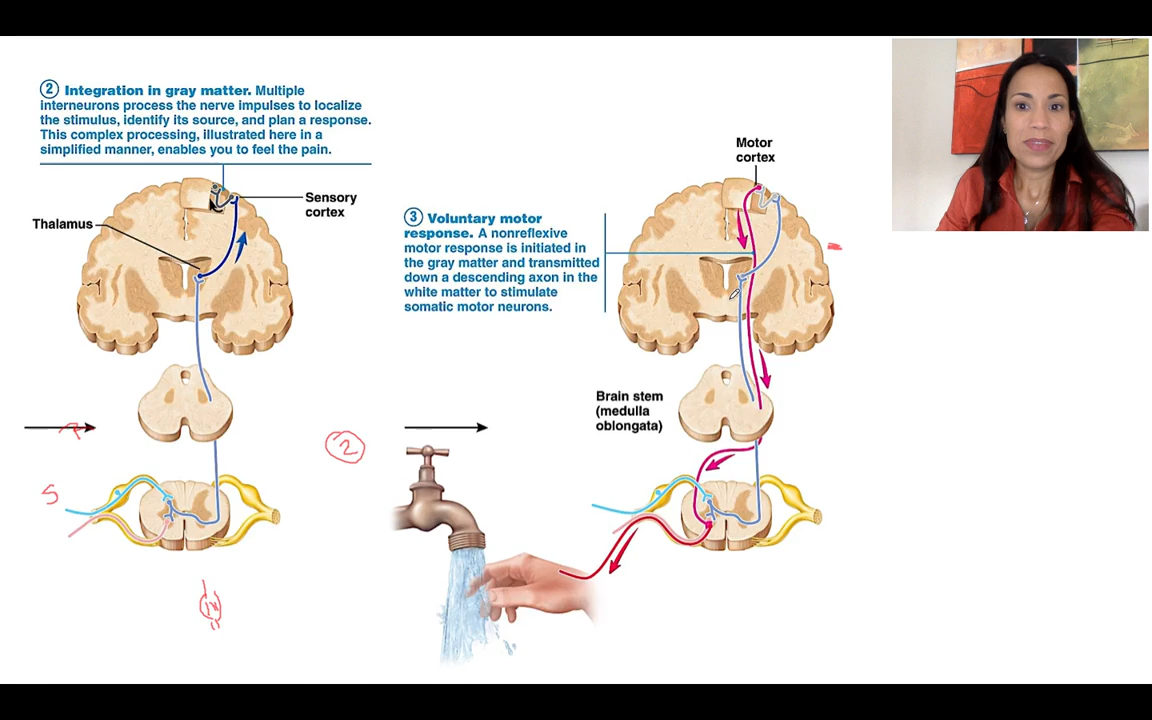 ② Integration in gray matter. Multiple
interneurons process the nerve impulses to localize
the stimulus, identify its source, and plan a response.
This complex processing, illustrated here in a
simplified manner, enables you to feel the pain.
Sensory
cortex
Thalamus
③ Voluntary motor
response. A nonreflexive
motor response is initiated in
the gray matter and transmitted
down a descending axon in the
white matter to stimulate
somatic motor neurons.
Motor
cortex
Brain stem
(medulla
oblongata)
2
S